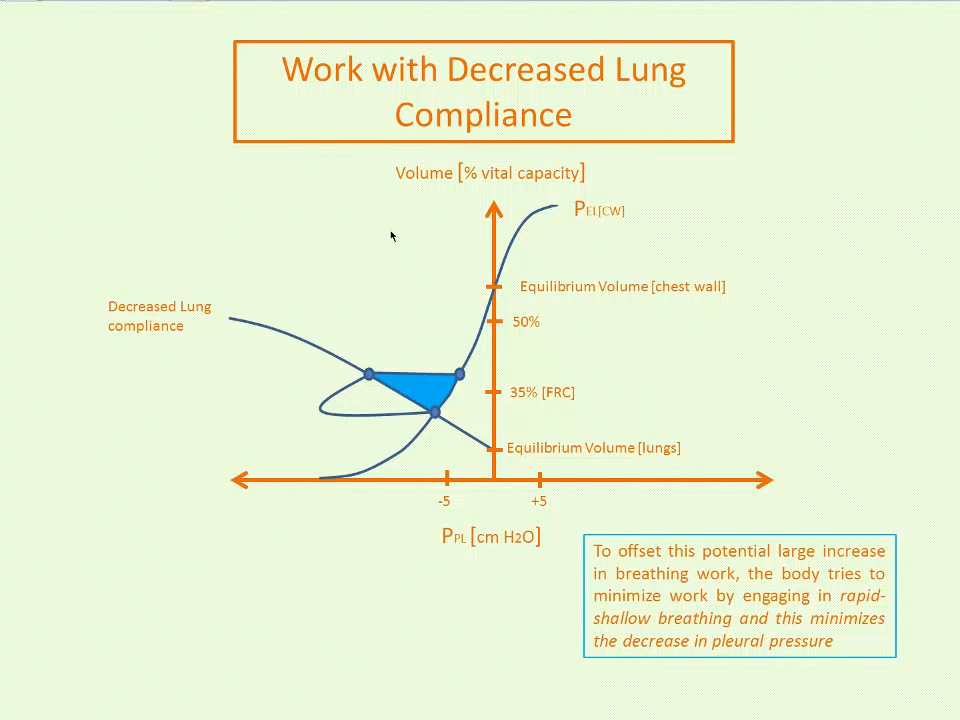 Work with Decreased Lung
Compliance
Volume [% vital capacity]
PEL[CW]
Equilibrium Volume [chest wall]
Decreased Lung
compliance
50%
35% [FRC]
Equilibrium Volume [lungs]
-5
+5
PPL [cm H2O]
To offset this potential large increase
in breathing work, the body tries to
minimize work by engaging in rapid-
shallow breathing and this minimizes
the decrease in pleural pressure